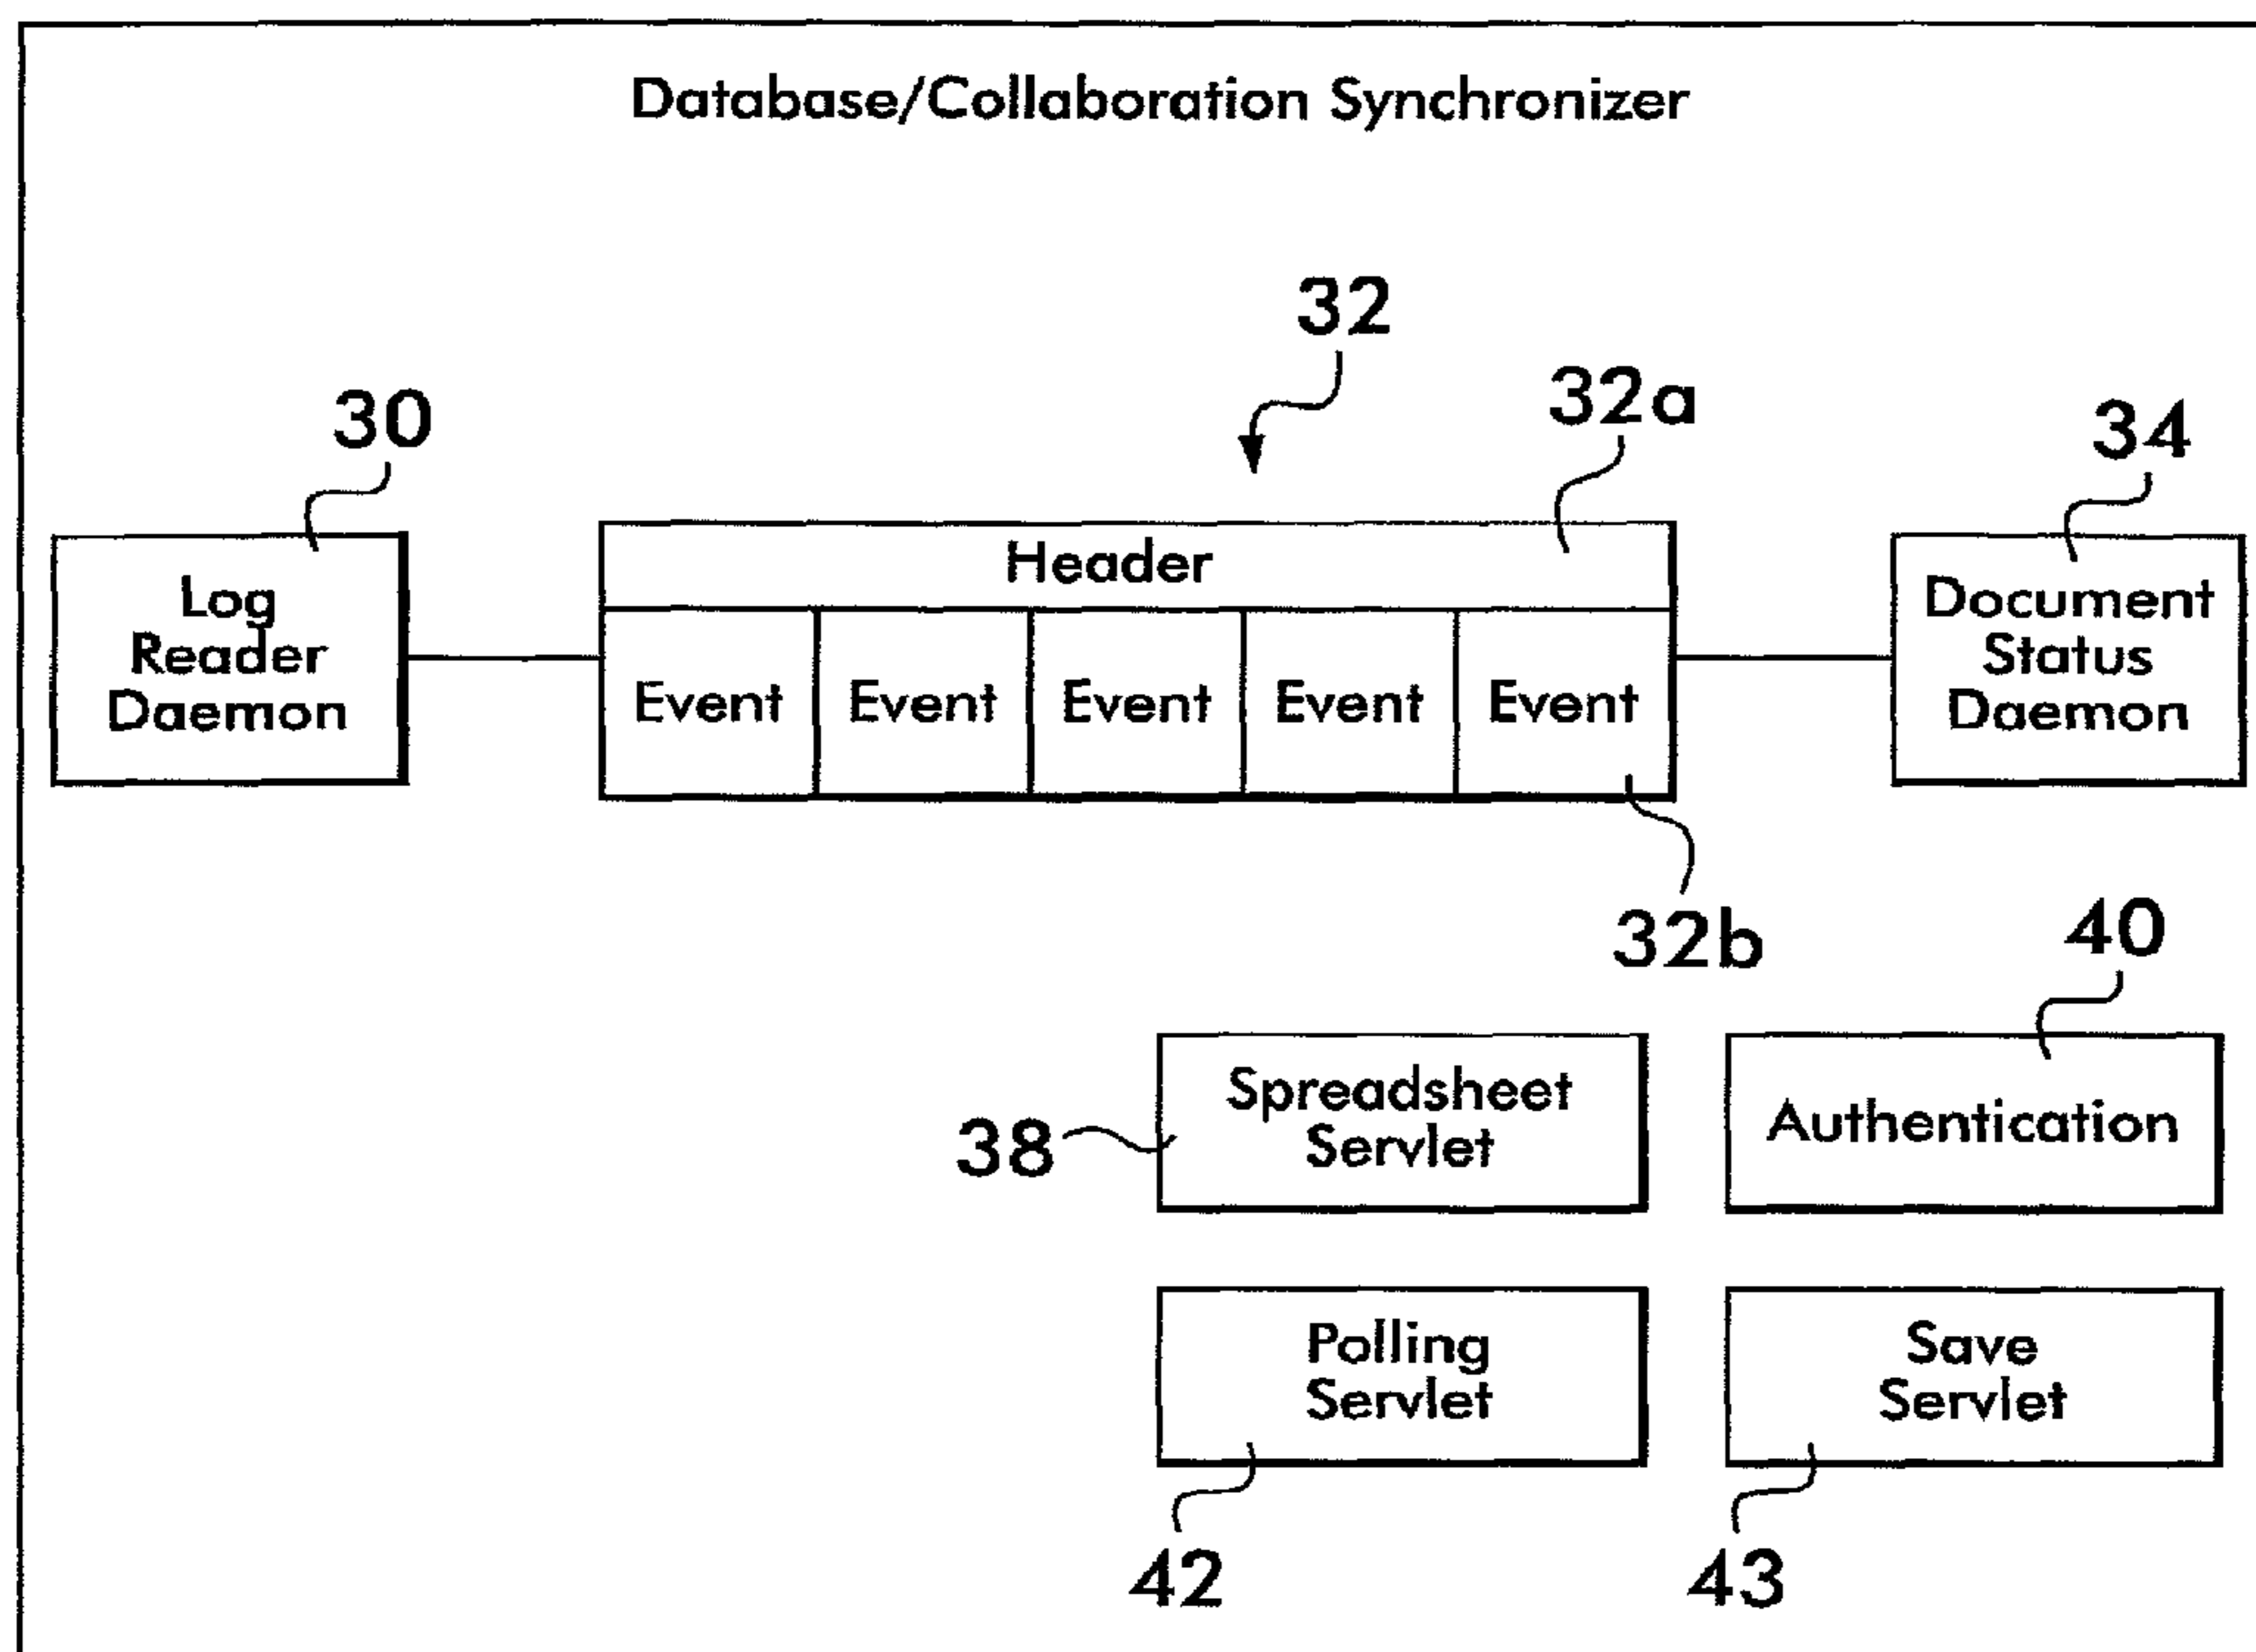 Database/Collaboration Synchronizer
32
32a
30
34
Header
Log
Reader
Daemon
Event Event Event Event Event
Document
Status
Daemon
32b
40
Spreadsheet
Servlet
38
Authentication
Polling
Servlet
Save
Servlet
42
43